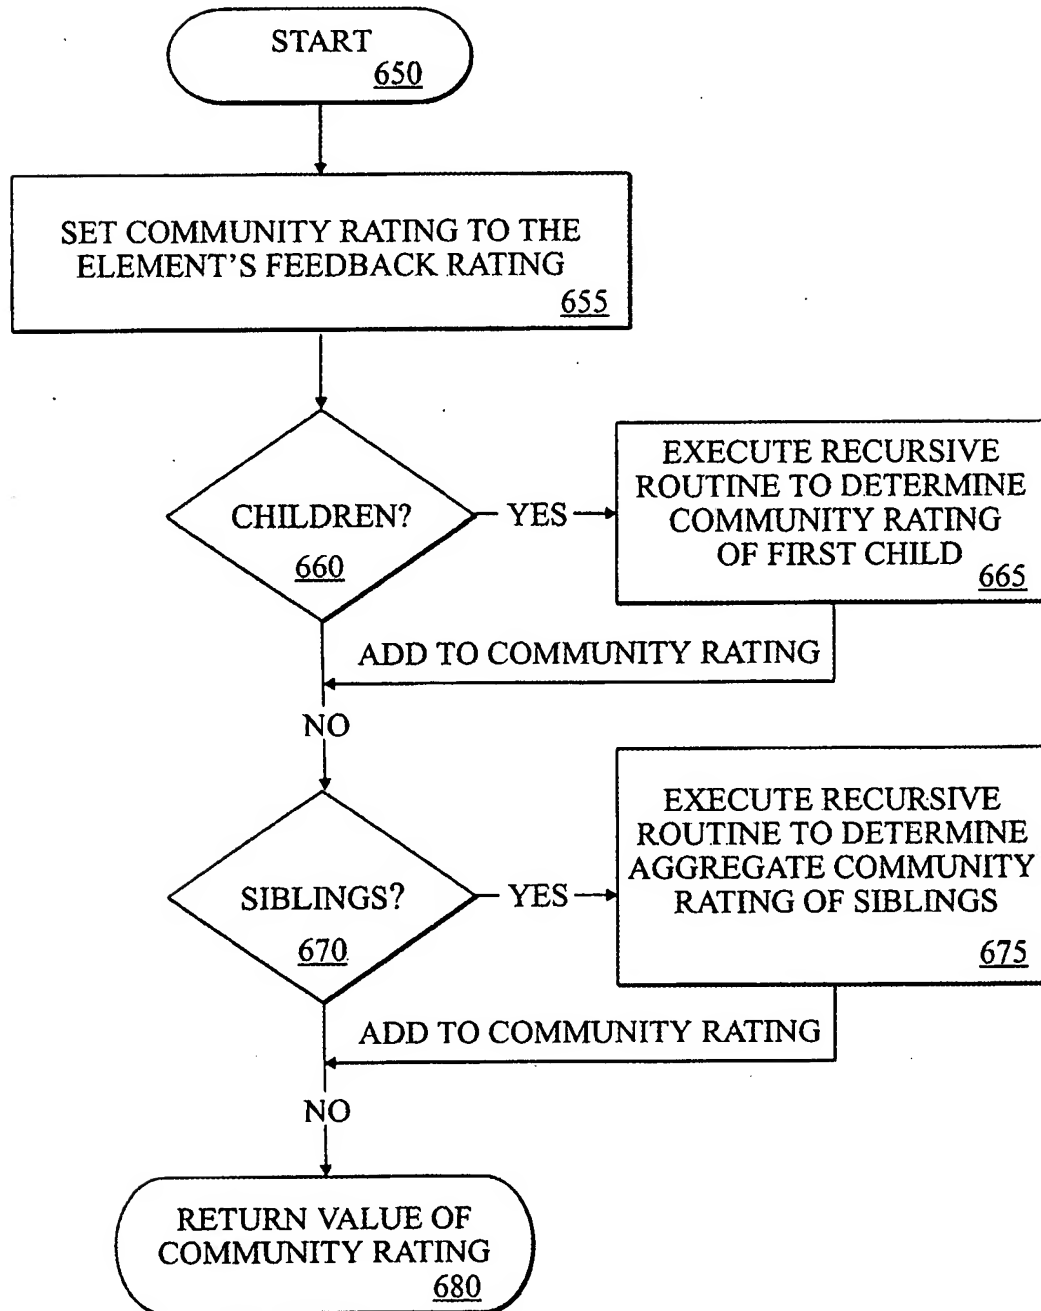 START
650
SET COMMUNITY RATING TO THE
ELEMENT'S FEEDBACK RATING
655
CHILDREN?
660
YES
EXECUTE RECURSIVE
ROUTINE TO DETERMINE
COMMUNITY RATING
OF FIRST CHILD
665
ADD TO COMMUNITY RATING
NO
SIBLINGS?
670
YES
EXECUTE RECURSIVE
ROUTINE TO DETERMINE
AGGREGATE COMMUNITY
RATING OF SIBLINGS
675
ADD TO COMMUNITY RATING
NO
RETURN VALUE OF
COMMUNITY RATING
680